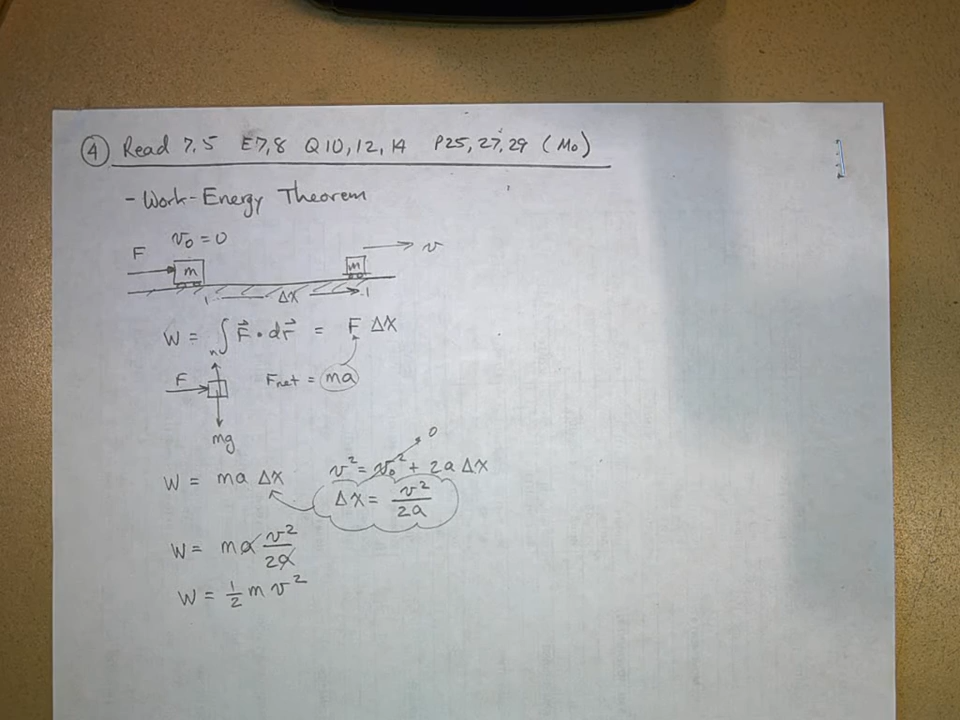 ④ Read 7.5 E7,8 Q10,12,14 P25,27,29 (Mo)
- Work-Energy Theorem
v₀ = 0
F
m
m
v
Δx
W = ∫ F⃗ • dr⃗ = F Δx
n
F
Fnet = ma
mg
0
W = ma Δx
v² = v₀² + 2a Δx
Δx = v²/2a
W = ma v²/2a
W = ½ m v²